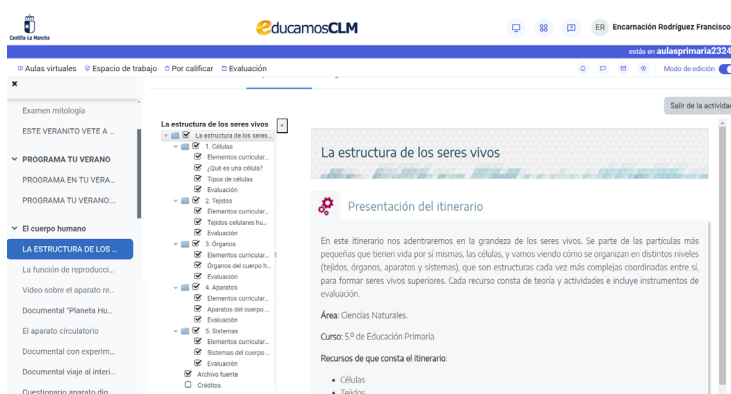 Castilla-La Mancha
educamosCLM
ER Encarnación Rodríguez Francisco
estás en aulasprimaria2324
Aulas virtuales
Espacio de trabajo
Por calificar
Evaluación
Modo de edición
Salir de la actividad
Examen mitología
ESTE VERANITO VETE A ...
PROGRAMA TU VERANO
PROGRAMA EN TU VERA...
PROGRAMA TU VERANO:...
El cuerpo humano
LA ESTRUCTURA DE LOS ...
La función de reproducci...
Video sobre el aparato re...
Documental "Planeta Hu...
El aparato circulatorio
Documental con experim...
Documental viaje al interi...
Cuestionario aparato dig...
La estructura de los seres vivos
La estructura de los seres...
1. Células
Elementos curricular...
¿Qué es una célula?
Tipos de células
Evaluación
2. Tejidos
Elementos curricular...
Tejidos celulares hu...
Evaluación
3. Órganos
Elementos curricular...
Órganos del cuerpo h...
Evaluación
4. Aparatos
Elementos curricular...
Aparatos del cuerpo ...
Evaluación
5. Sistemas
Elementos curricular...
Sistemas del cuerpo ...
Evaluación
Archivo fuente
Créditos
La estructura de los seres vivos
Presentación del itinerario
En este itinerario nos adentraremos en la grandeza de los seres vivos. Se parte de las partículas más
pequeñas que tienen vida por sí mismas, las células, y vamos viendo cómo se organizan en distintos niveles
(tejidos, órganos, aparatos y sistemas), que son estructuras cada vez más complejas coordinadas entre sí,
para formar seres vivos superiores. Cada recurso consta de teoría y actividades e incluye instrumentos de
evaluación.
Área: Ciencias Naturales.
Curso: 5.º de Educación Primaria.
Recursos de que consta el itinerario:
Células
Tejidos